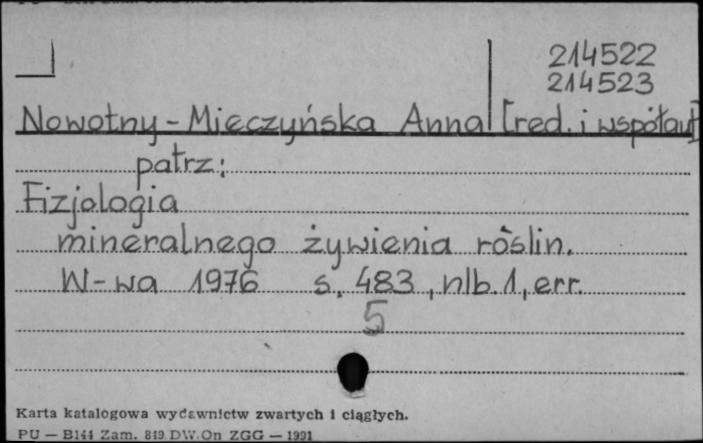 214522
214523
Nowotny-Mieczyńska Anna [red. i współaut]
patrz:
Fizjologia
mineralnego żywienia roślin.
W-wa 1976 s. 483, nlb. 1, err.
5
Karta katalogowa wydawnictw zwartych i ciągłych.
PU — B144 Zam. 849 DW.On ZGG — 1991